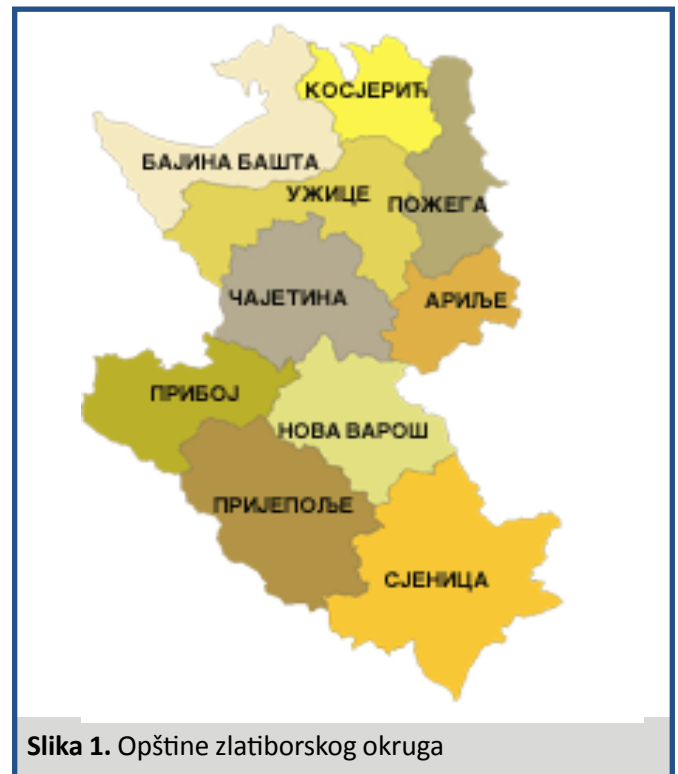 КОСЈЕРИЋ
БАЈИНА БАШТА
УЖИЦЕ
ПОЖЕГА
ЧАЈЕТИНА
АРИЉЕ
ПРИБОЈ
НОВА ВАРОШ
ПРИЈЕПОЉЕ
СЈЕНИЦА
Slika 1. Opštine zlatiborskog okruga